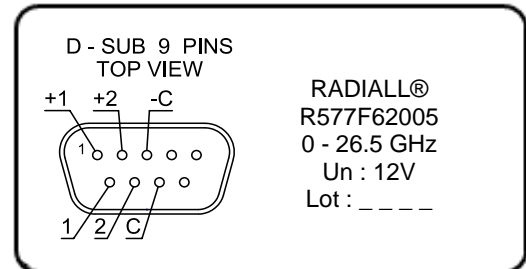 D - SUB 9 PINS
TOP VIEW
+1 +2 -C
1
1 2 C
RADIALL®
R577F62005
0 - 26.5 GHz
Un : 12V
Lot : _ _ _ _